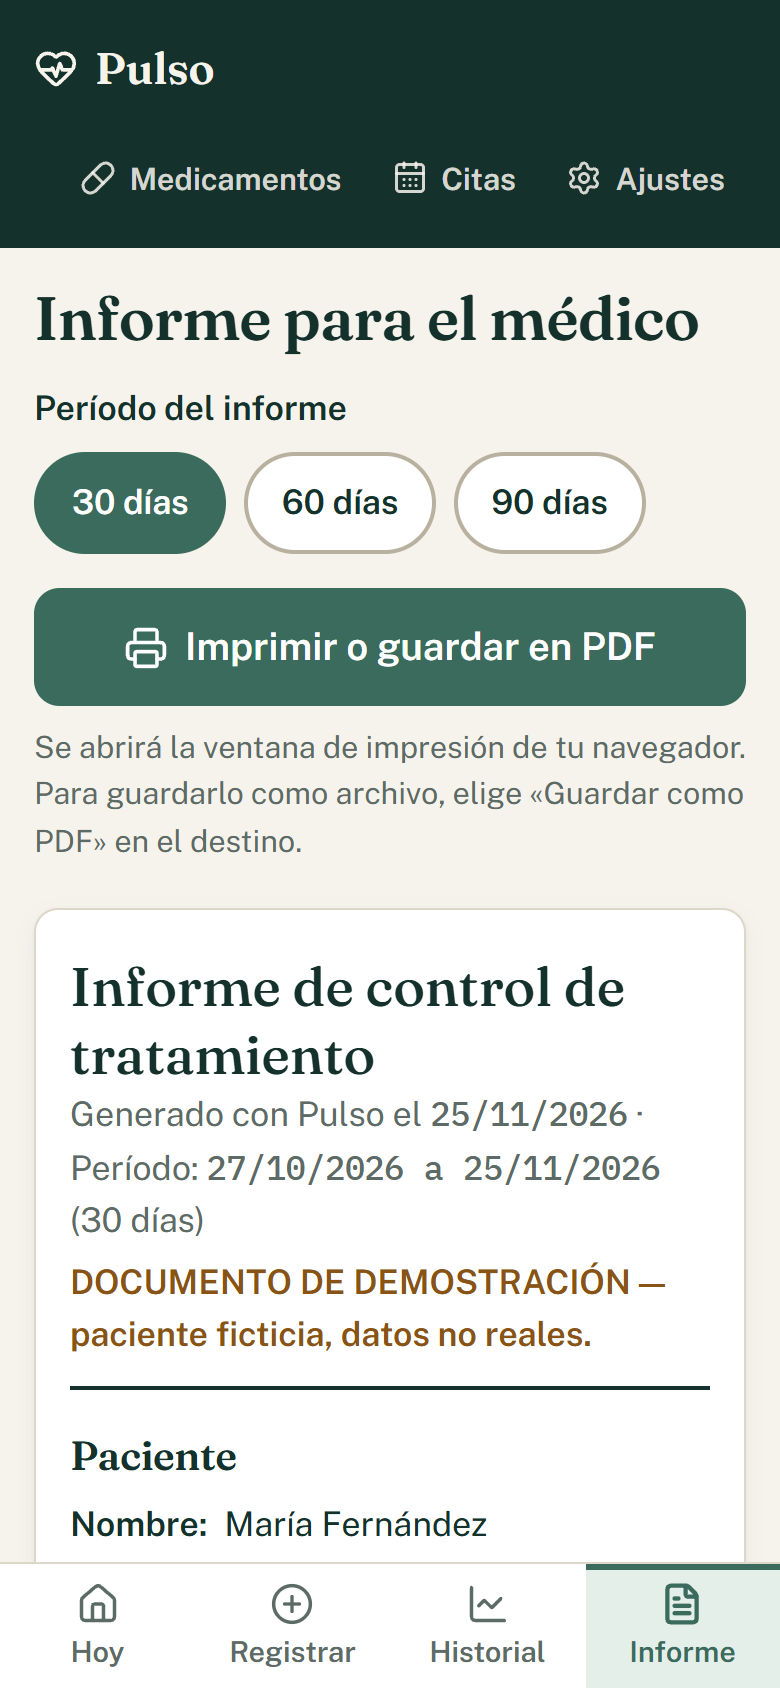 Pulso
Medicamentos
Citas
Ajustes
Informe para el médico
Período del informe
30 días
60 días
90 días
Imprimir o guardar en PDF
Se abrirá la ventana de impresión de tu navegador.
Para guardarlo como archivo, elige «Guardar como
PDF» en el destino.
Informe de control de
tratamiento
Generado con Pulso el 25/11/2026 ·
Período: 27/10/2026 a 25/11/2026
(30 días)
DOCUMENTO DE DEMOSTRACIÓN —
paciente ficticia, datos no reales.
Paciente
Nombre: María Fernández
Hoy
Registrar
Historial
Informe